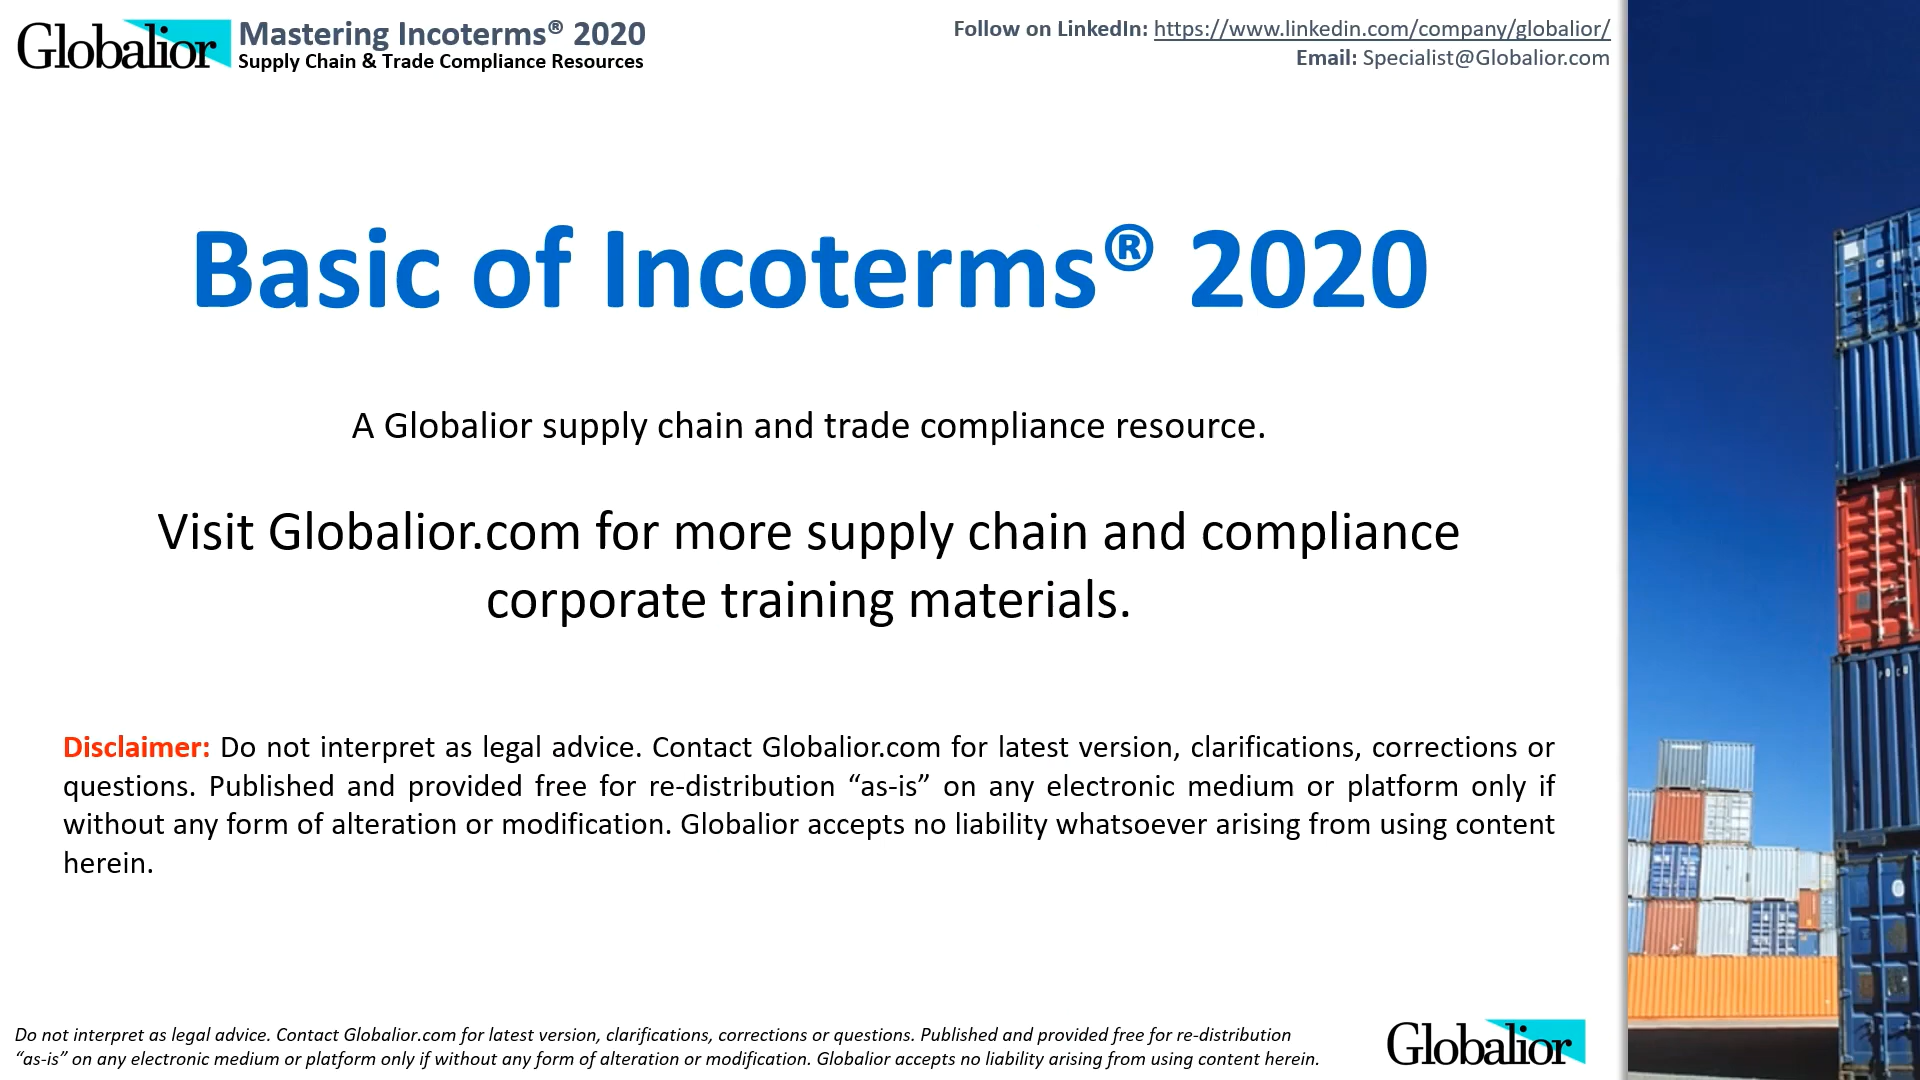 Globalior
Mastering Incoterms® 2020
Supply Chain & Trade Compliance Resources
Follow on LinkedIn: https://www.linkedin.com/company/globalior/
Email: Specialist@Globalior.com
Basic of Incoterms® 2020
A Globalior supply chain and trade compliance resource.
Visit Globalior.com for more supply chain and compliance
corporate training materials.
Disclaimer: Do not interpret as legal advice. Contact Globalior.com for latest version, clarifications, corrections or
questions. Published and provided free for re-distribution “as-is” on any electronic medium or platform only if
without any form of alteration or modification. Globalior accepts no liability whatsoever arising from using content
herein.
Do not interpret as legal advice. Contact Globalior.com for latest version, clarifications, corrections or questions. Published and provided free for re-distribution
“as-is” on any electronic medium or platform only if without any form of alteration or modification. Globalior accepts no liability arising from using content herein.
Globalior